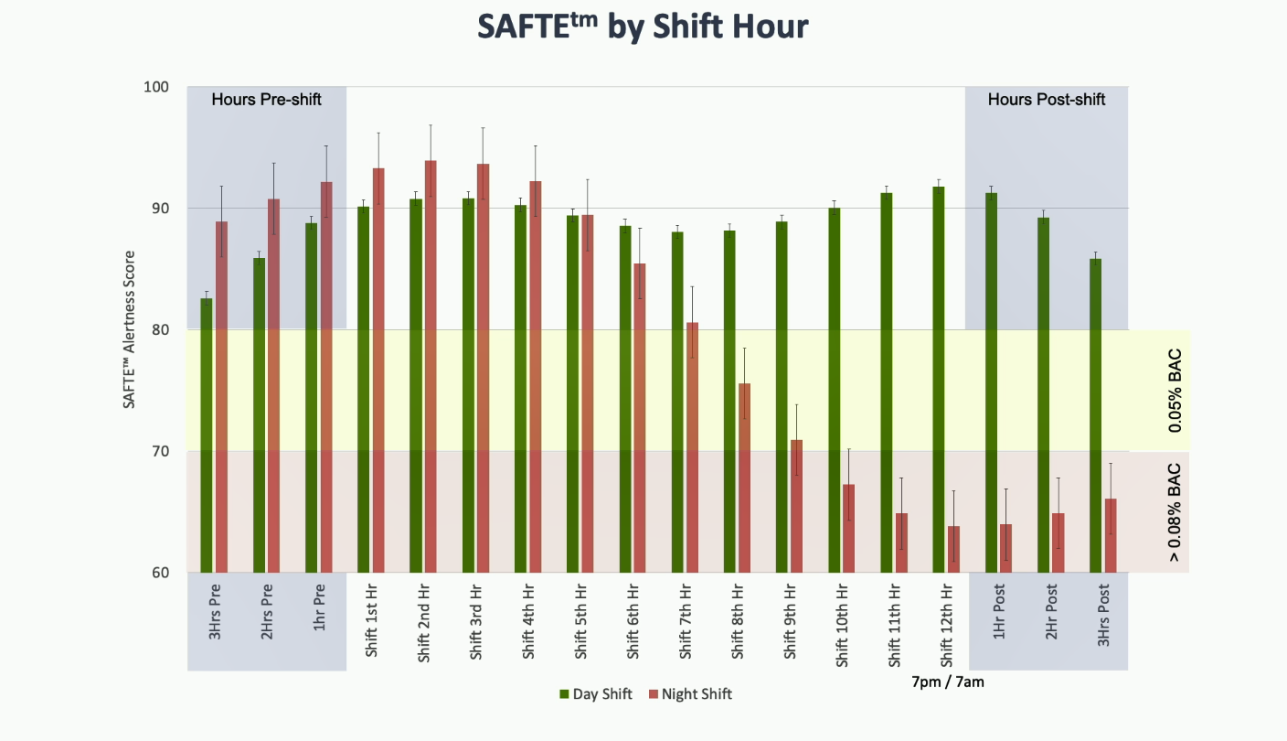 SAFTEtm by Shift Hour
Hours Pre-shift
Hours Post-shift
SAFTE™ Alertness Score
100
90
80
70
60
0.05% BAC
> 0.08% BAC
3Hrs Pre
2Hrs Pre
1hr Pre
Shift 1st Hr
Shift 2nd Hr
Shift 3rd Hr
Shift 4th Hr
Shift 5th Hr
Shift 6th Hr
Shift 7th Hr
Shift 8th Hr
Shift 9th Hr
Shift 10th Hr
Shift 11th Hr
Shift 12th Hr
1Hr Post
2Hr Post
3Hrs Post
7pm / 7am
Day Shift
Night Shift